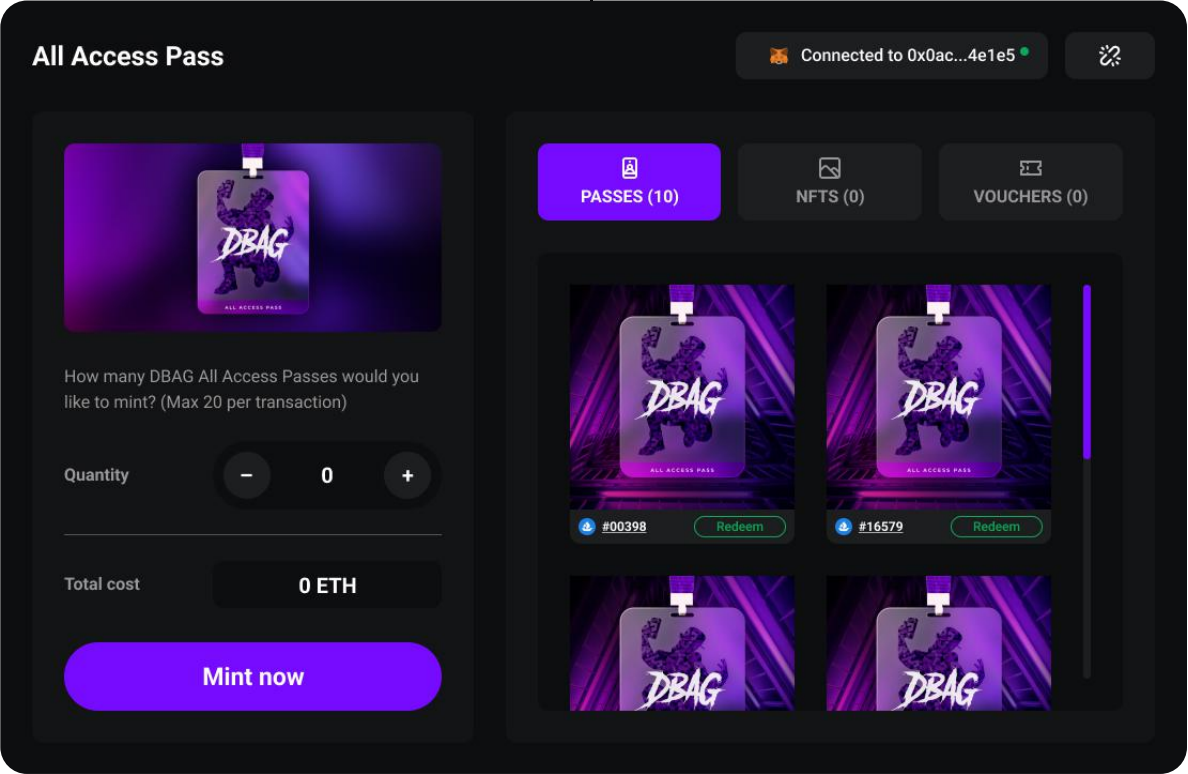 All Access Pass
Connected to 0x0ac...4e1e5
DBAG
ALL ACCESS PASS
How many DBAG All Access Passes would you
like to mint? (Max 20 per transaction)
Quantity
−
0
+
Total cost
0 ETH
Mint now
PASSES (10)
NFTS (0)
VOUCHERS (0)
DBAG
ALL ACCESS PASS
#00398
Redeem
DBAG
ALL ACCESS PASS
#16579
Redeem
DBAG
DBAG